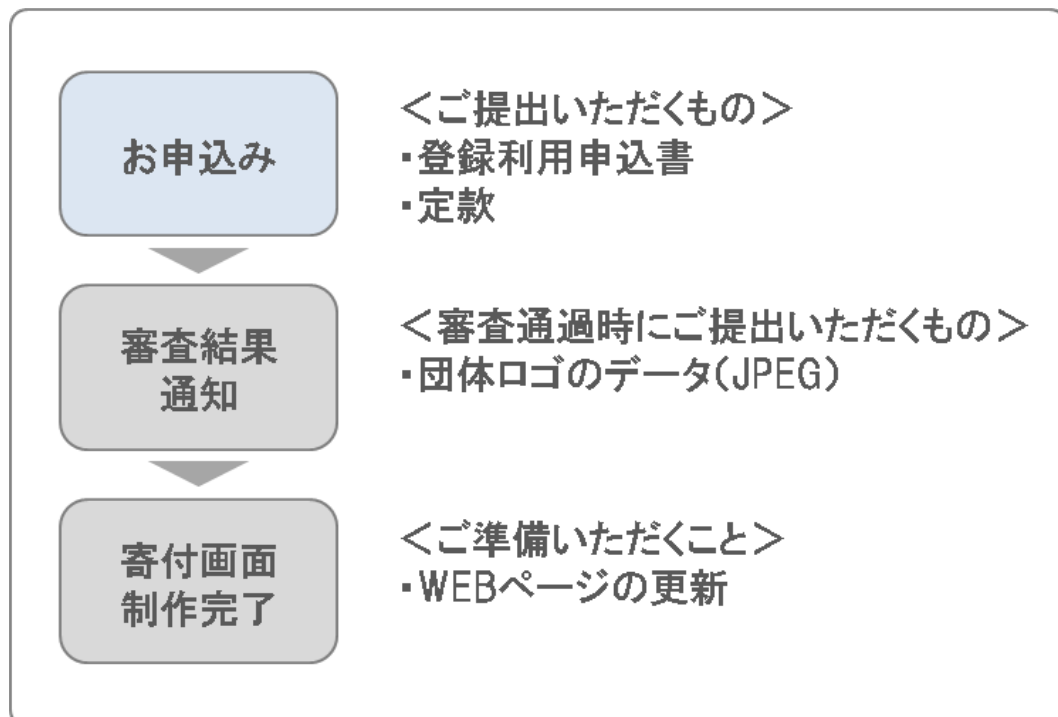 お申込み
＜ご提出いただくもの＞
・登録利用申込書
・定款
審査結果
通知
＜審査通過時にご提出いただくもの＞
・団体ロゴのデータ(JPEG)
寄付画面
制作完了
＜ご準備いただくこと＞
・WEBページの更新